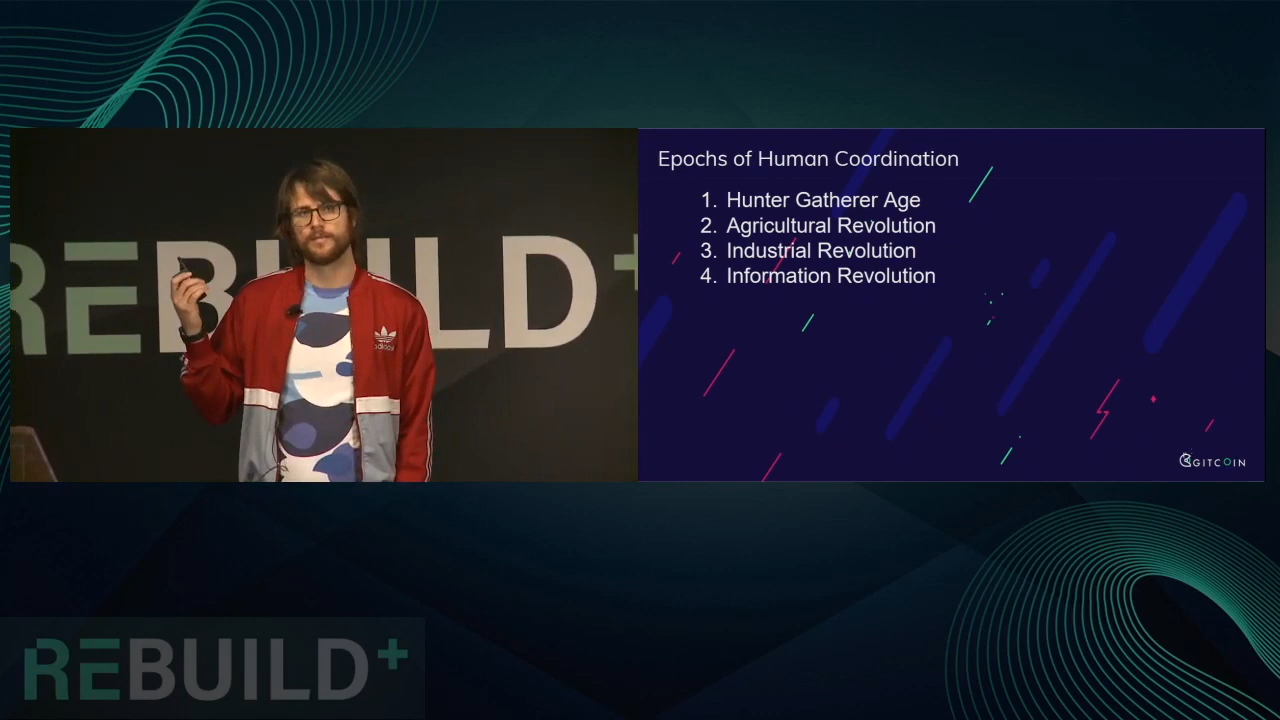 REBUILD+
adidas
Epochs of Human Coordination
1. Hunter Gatherer Age
2. Agricultural Revolution
3. Industrial Revolution
4. Information Revolution
GITCOIN
REBUILD+